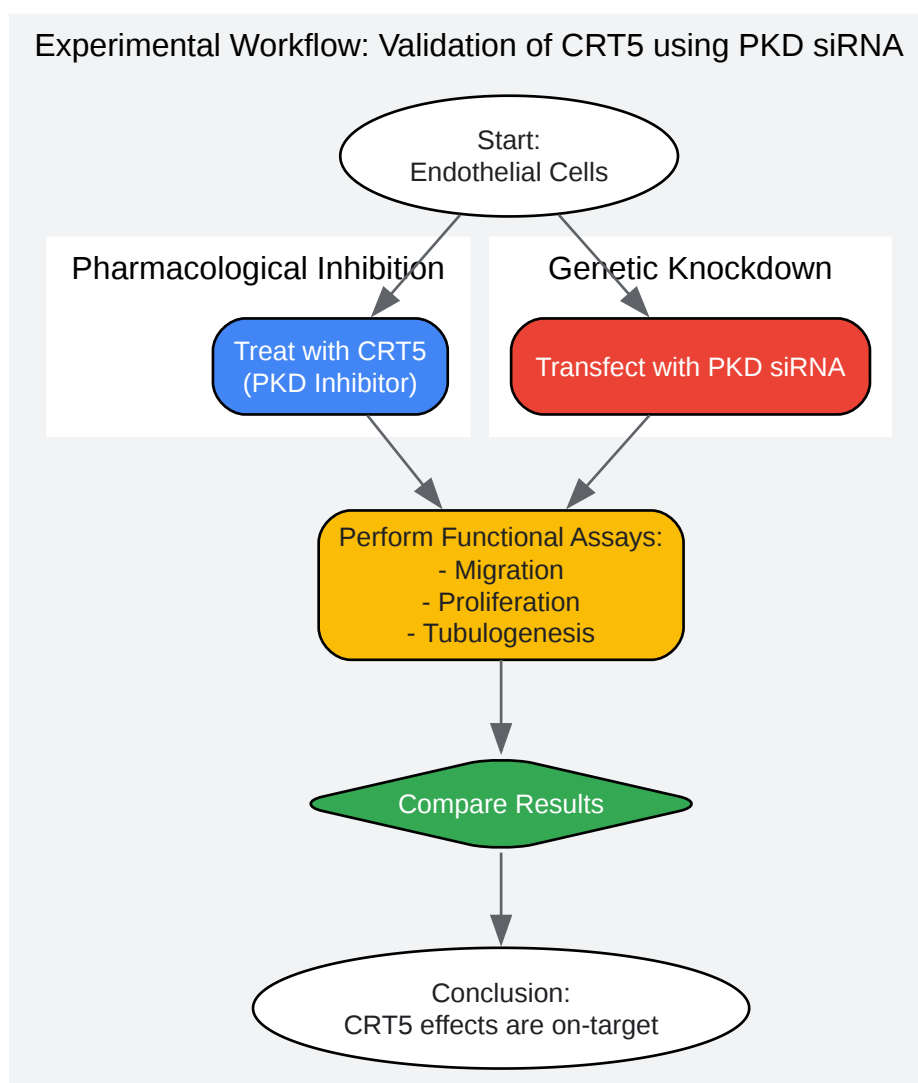 Experimental Workflow: Validation of CRT5 using PKD siRNA
Start:
Endothelial Cells
Pharmacological Inhibition
Genetic Knockdown
Treat with CRT5
(PKD Inhibitor)
Transfect with PKD siRNA
Perform Functional Assays:
- Migration
- Proliferation
- Tubulogenesis
Compare Results
Conclusion:
CRT5 effects are on-target